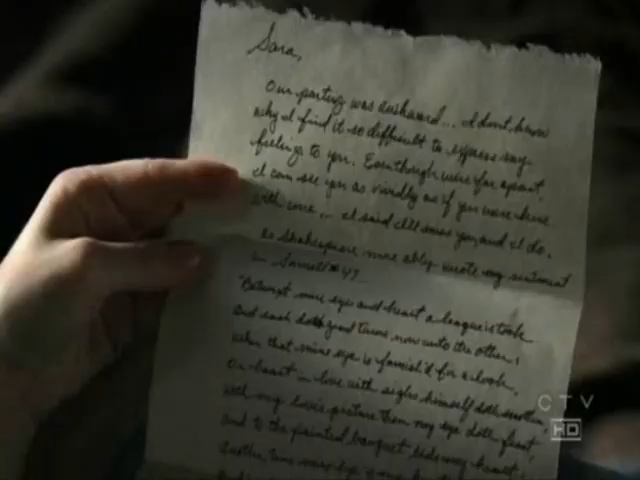 Sara,
Our parting was awkward... I don't know
why I find it so difficult to express my
feelings to you. Even though we're far apart,
I can see you as vividly as if you were here
with me... I said I'll miss you and I do.
As Shakespeare more ably wrote my sentiment
in Sonnet #47...
"Betwixt mine eye and heart a league is took
And each doth good turns now unto the other:
When that mine eye is famish'd for a look,
Or heart in love with sighs himself doth smother,
With my love's picture then my eye doth feast,
And to the painted banquet bids my heart;
Another time mine eye is my
CTV
HD